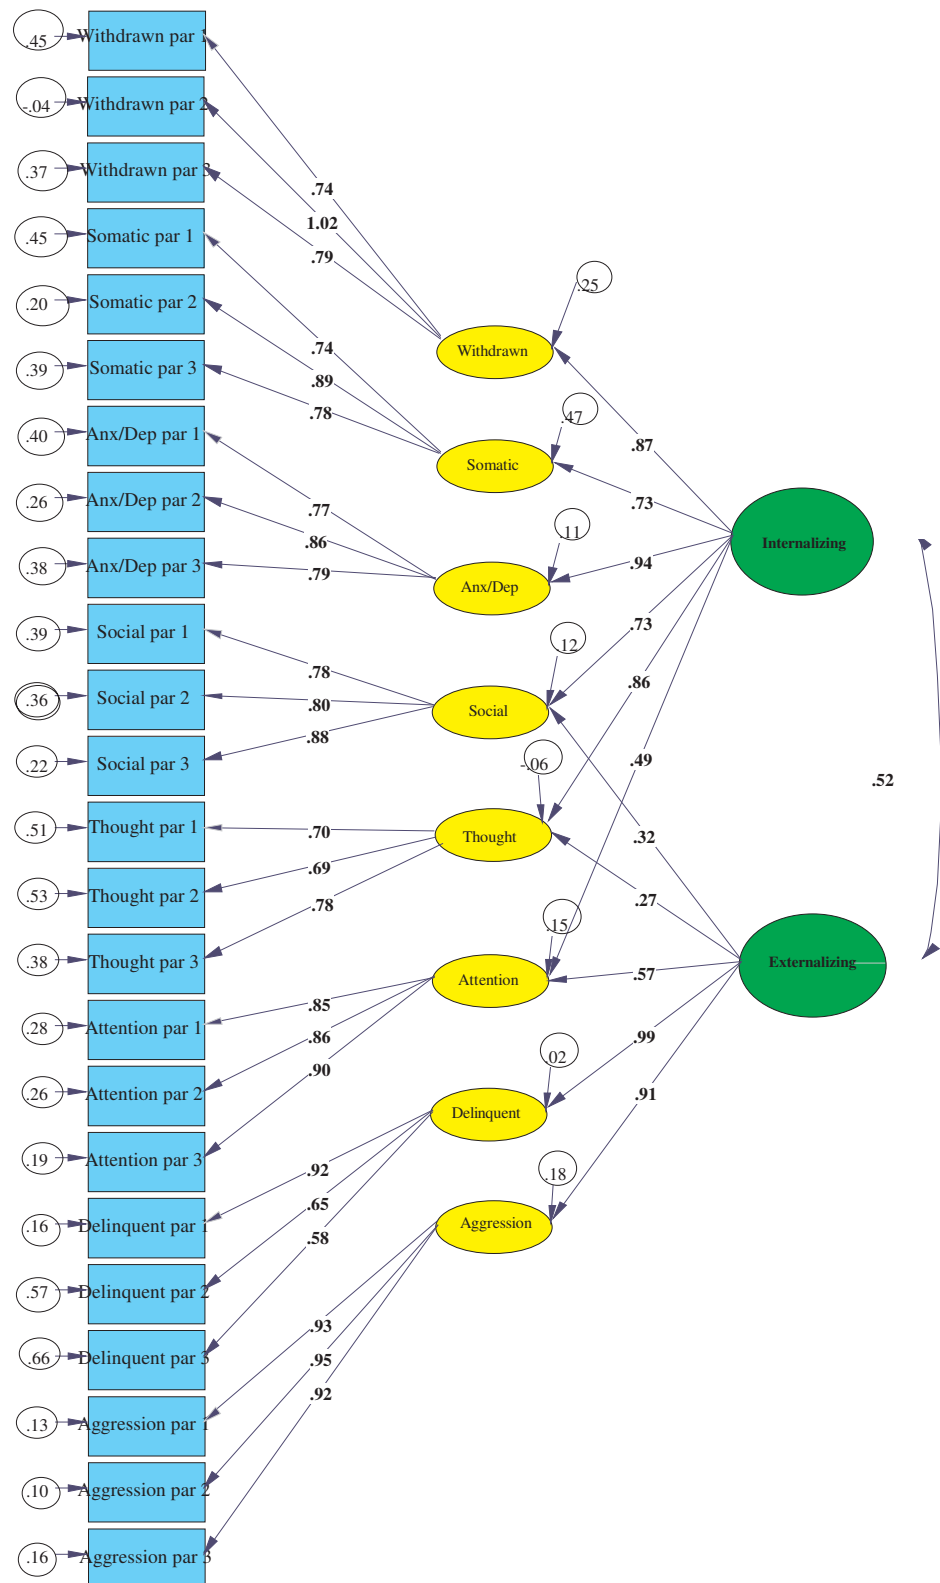 .45 Withdrawn par 1
-.04 Withdrawn par 2
.37 Withdrawn par 3
.74
.45 Somatic par 1
1.02
.79
.25
.20 Somatic par 2
Withdrawn
.74
.39 Somatic par 3
.89
.78
.47
.40 Anx/Dep par 1
.87
Somatic
.26 Anx/Dep par 2
.73
.77
.11
.86
Internalizing
.38 Anx/Dep par 3
.79
.94
Anx/Dep
.39 Social par 1
.73
.12
.78
.86
.36 Social par 2
.80
Social
.88
.22 Social par 3
-.06
.49
.52
.51 Thought par 1
.70
Thought
.32
.69
.53 Thought par 2
.27
.78
.15
.38 Thought par 3
Externalizing
.57
Attention
.85
.28 Attention par 1
.86
.99
.02
.90
.26 Attention par 2
.91
Delinquent
.19 Attention par 3
.92
.18
.65
.16 Delinquent par 1
Aggression
.58
.57 Delinquent par 2
.93
.66 Delinquent par 3
.95
.92
.13 Aggression par 1
.10 Aggression par 2
.16 Aggression par 3